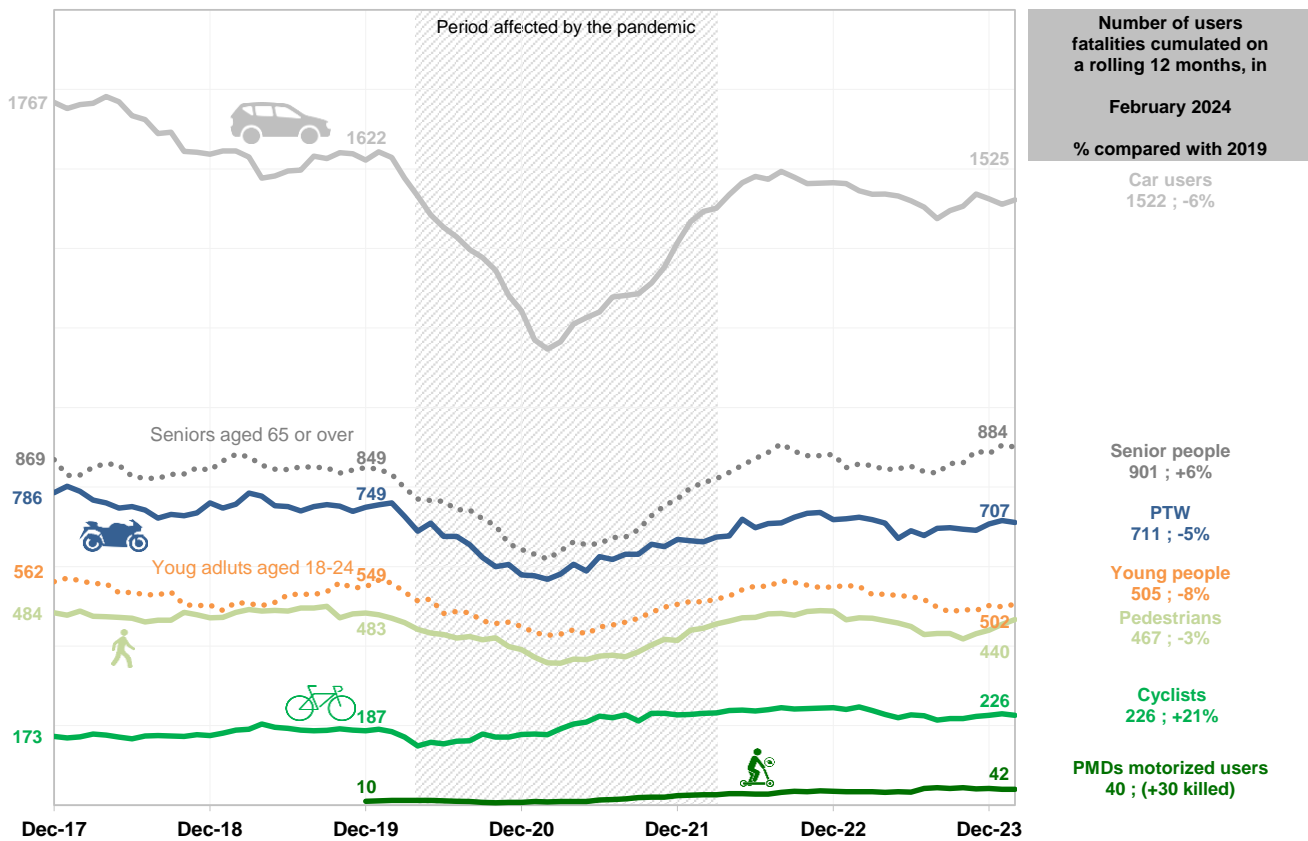 Period affected by the pandemic
Number of users
fatalities cumulated on
a rolling 12 months, in
February 2024
% compared with 2019
1767
1622
1525
Car users
1522 ; -6%
Seniors aged 65 or over
869
849
884
Senior people
901 ; +6%
786
749
707
PTW
711 ; -5%
Youg adluts aged 18-24
562
549
502
Young people
505 ; -8%
484
483
440
Pedestrians
467 ; -3%
173
187
226
Cyclists
226 ; +21%
10
42
PMDs motorized users
40 ; (+30 killed)
Dec-17
Dec-18
Dec-19
Dec-20
Dec-21
Dec-22
Dec-23